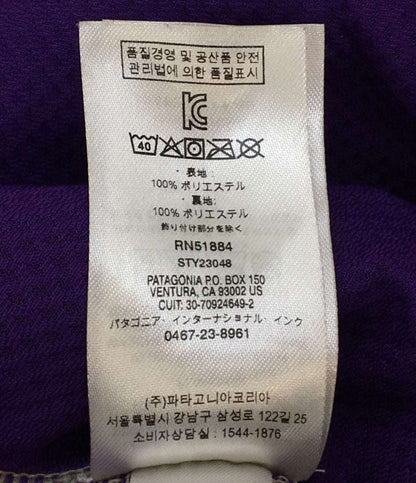 품질경영 및 공산품 안전
관리법에 의한 품질표시
40
・表地:
100% ポリエステル
・裏地:
100% ポリエステル
飾り付け部分を除く
RN51884
STY23048
PATAGONIA P.O. BOX 150
VENTURA, CA 93002 US
CUIT: 30-70924649-2
パタゴニア・インターナショナル・インク
0467-23-8961
(주)파타고니아코리아
서울특별시 강남구 삼성로 122길 25
소비자상담실 : 1544-1876